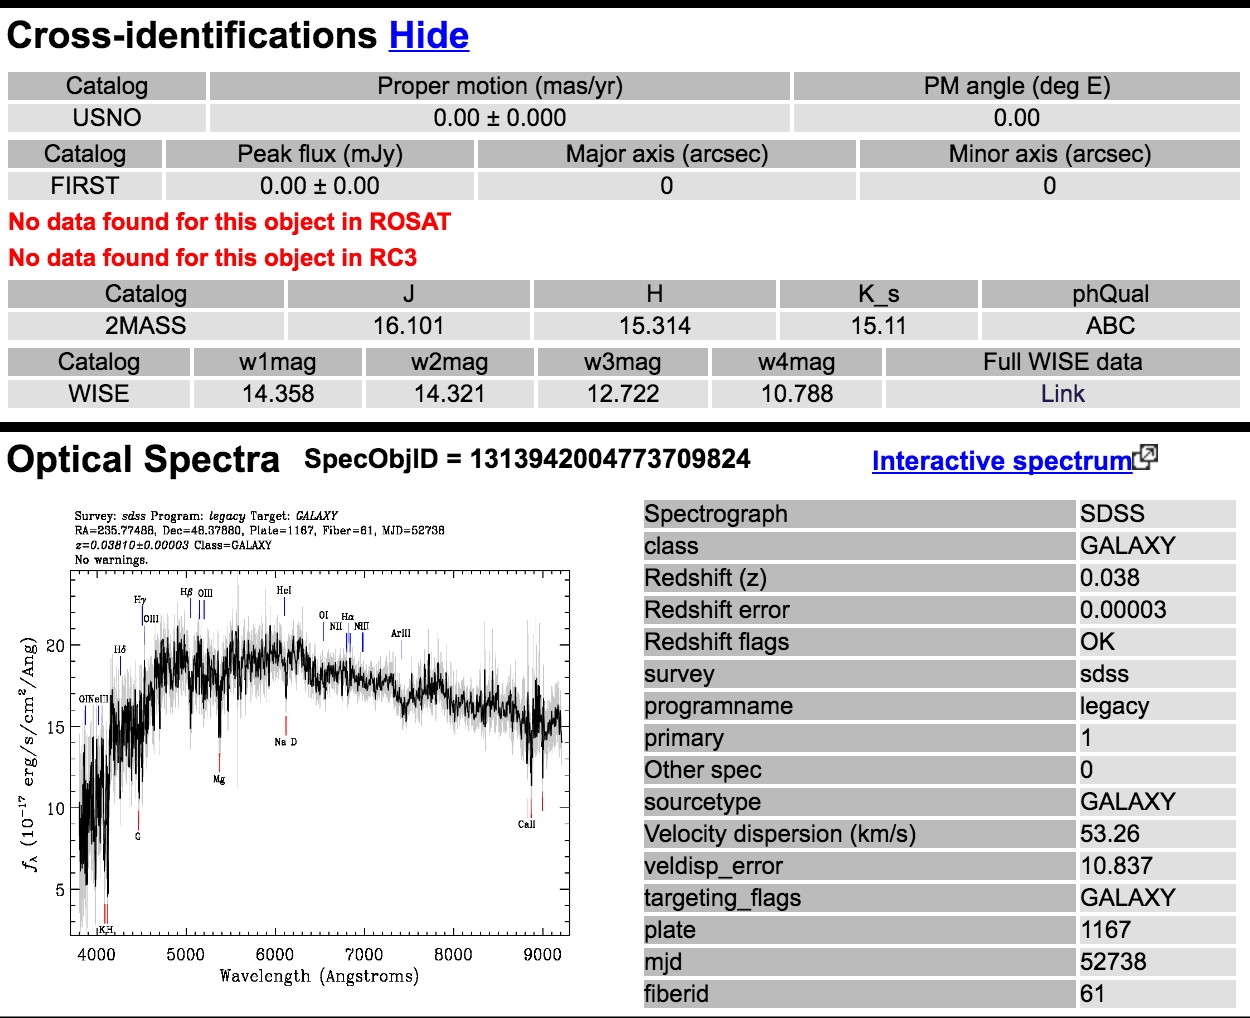 Cross-identifications Hide
Catalog Proper motion (mas/yr) PM angle (deg E)
USNO 0.00 ± 0.000 0.00
Catalog Peak flux (mJy) Major axis (arcsec) Minor axis (arcsec)
FIRST 0.00 ± 0.00 0 0
No data found for this object in ROSAT
No data found for this object in RC3
Catalog J H K_s phQual
2MASS 16.101 15.314 15.11 ABC
Catalog w1mag w2mag w3mag w4mag Full WISE data
WISE 14.358 14.321 12.722 10.788 Link
Optical Spectra SpecObjID = 1313942004773709824 Interactive spectrum
Survey: sdss Program: legacy Target: GALAXY
RA=235.77488, Dec=48.37880, Plate=1167, Fiber=61, MJD=52738
z=0.03810±0.00003 Class=GALAXY
No warnings.
Hβ OIII HeI
Hγ
OIII OI Hα
NII
Hδ ArIII
20
15
10
5
Na D
Mg
CaII
G
fλ (10⁻¹⁷ erg/s/cm²/Ang)
4000 5000 6000 7000 8000 9000
Wavelength (Angstroms)
Spectrograph SDSS
class GALAXY
Redshift (z) 0.038
Redshift error 0.00003
Redshift flags OK
survey sdss
programname legacy
primary 1
Other spec 0
sourcetype GALAXY
Velocity dispersion (km/s) 53.26
veldisp_error 10.837
targeting_flags GALAXY
plate 1167
mjd 52738
fiberid 61